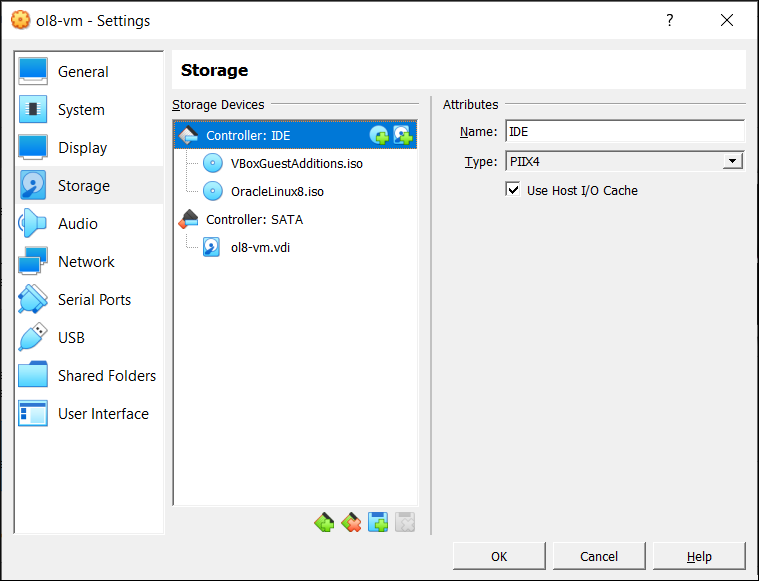 ol8-vm - Settings
?
General
System
Display
Storage
Audio
Network
Serial Ports
USB
Shared Folders
User Interface
Storage
Storage Devices
Controller: IDE
VBoxGuestAdditions.iso
OracleLinux8.iso
Controller: SATA
ol8-vm.vdi
Attributes
Name: IDE
Type: PIIX4
Use Host I/O Cache
OK
Cancel
Help